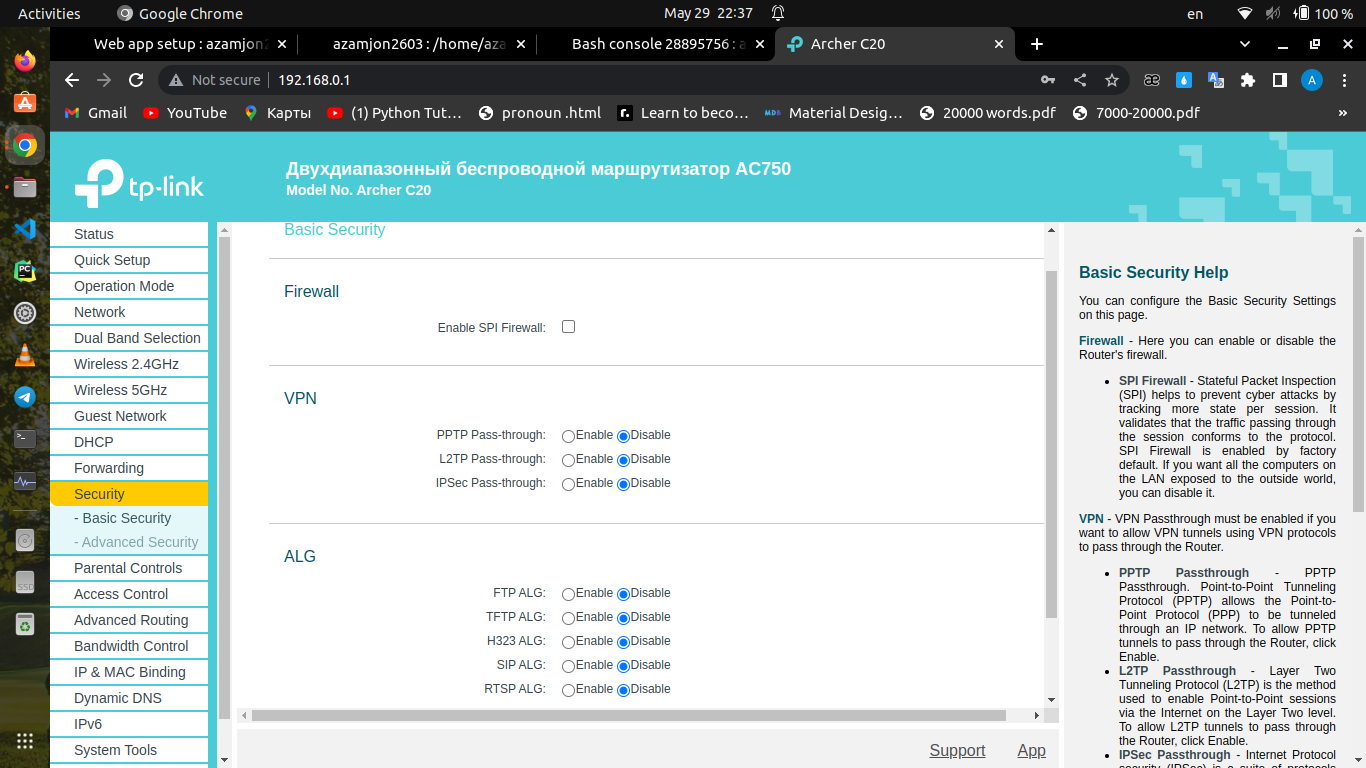 Activities
Google Chrome
May 29 22:37
en
100 %
Web app setup : azamjon2
azamjon2603 : /home/aza
Bash console 28895756 : a
Archer C20
Not secure
192.168.0.1
æ
A
Gmail
YouTube
Карты
(1) Python Tut…
pronoun .html
Learn to beco…
Material Desig…
20000 words.pdf
7000-20000.pdf
»
tp-link
Двухдиапазонный беспроводной маршрутизатор AC750
Model No. Archer C20
Status
Quick Setup
Operation Mode
Network
Dual Band Selection
Wireless 2.4GHz
Wireless 5GHz
Guest Network
DHCP
Forwarding
Security
- Basic Security
- Advanced Security
Parental Controls
Access Control
Advanced Routing
Bandwidth Control
IP & MAC Binding
Dynamic DNS
IPv6
System Tools
Basic Security
Firewall
Enable SPI Firewall:
VPN
PPTP Pass-through: Enable Disable
L2TP Pass-through: Enable Disable
IPSec Pass-through: Enable Disable
ALG
FTP ALG: Enable Disable
TFTP ALG: Enable Disable
H323 ALG: Enable Disable
SIP ALG: Enable Disable
RTSP ALG: Enable Disable
Support
App
Basic Security Help
You can configure the Basic Security Settings
on this page.
Firewall - Here you can enable or disable the
Router's firewall.
• SPI Firewall - Stateful Packet Inspection
(SPI) helps to prevent cyber attacks by
tracking more state per session. It
validates that the traffic passing through
the session conforms to the protocol.
SPI Firewall is enabled by factory
default. If you want all the computers on
the LAN exposed to the outside world,
you can disable it.
VPN - VPN Passthrough must be enabled if you
want to allow VPN tunnels using VPN protocols
to pass through the Router.
• PPTP Passthrough - PPTP
Passthrough. Point-to-Point Tunneling
Protocol (PPTP) allows the Point-to-
Point Protocol (PPP) to be tunneled
through an IP network. To allow PPTP
tunnels to pass through the Router, click
Enable.
• L2TP Passthrough - Layer Two
Tunneling Protocol (L2TP) is the method
used to enable Point-to-Point sessions
via the Internet on the Layer Two level.
To allow L2TP tunnels to pass through
the Router, click Enable.
• IPSec Passthrough - Internet Protocol
security (IPSec) is a suite of protocols